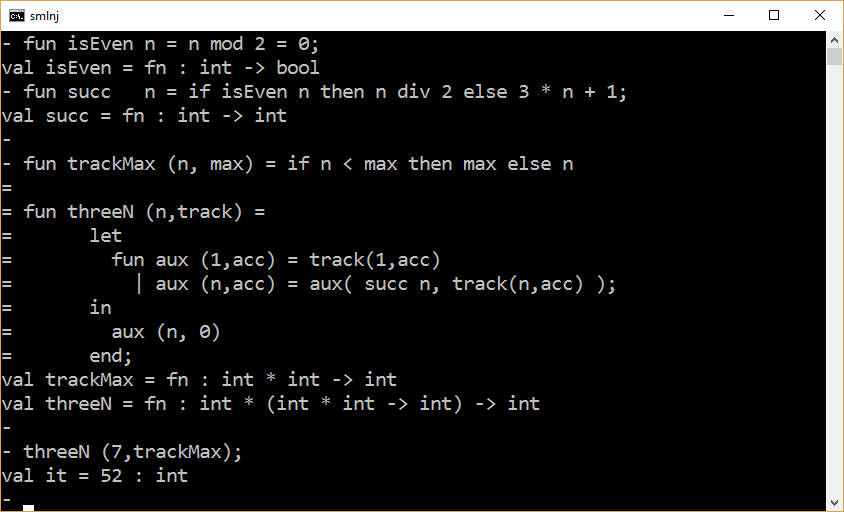 smlnj
- fun isEven n = n mod 2 = 0;
val isEven = fn : int -> bool
- fun succ   n = if isEven n then n div 2 else 3 * n + 1;
val succ = fn : int -> int
-
- fun trackMax (n, max) = if n < max then max else n
=
= fun threeN (n,track) =
=       let
=         fun aux (1,acc) = track(1,acc)
=           | aux (n,acc) = aux( succ n, track(n,acc) );
=       in
=         aux (n, 0)
=       end;
val trackMax = fn : int * int -> int
val threeN = fn : int * (int * int -> int) -> int
-
- threeN (7,trackMax);
val it = 52 : int
-